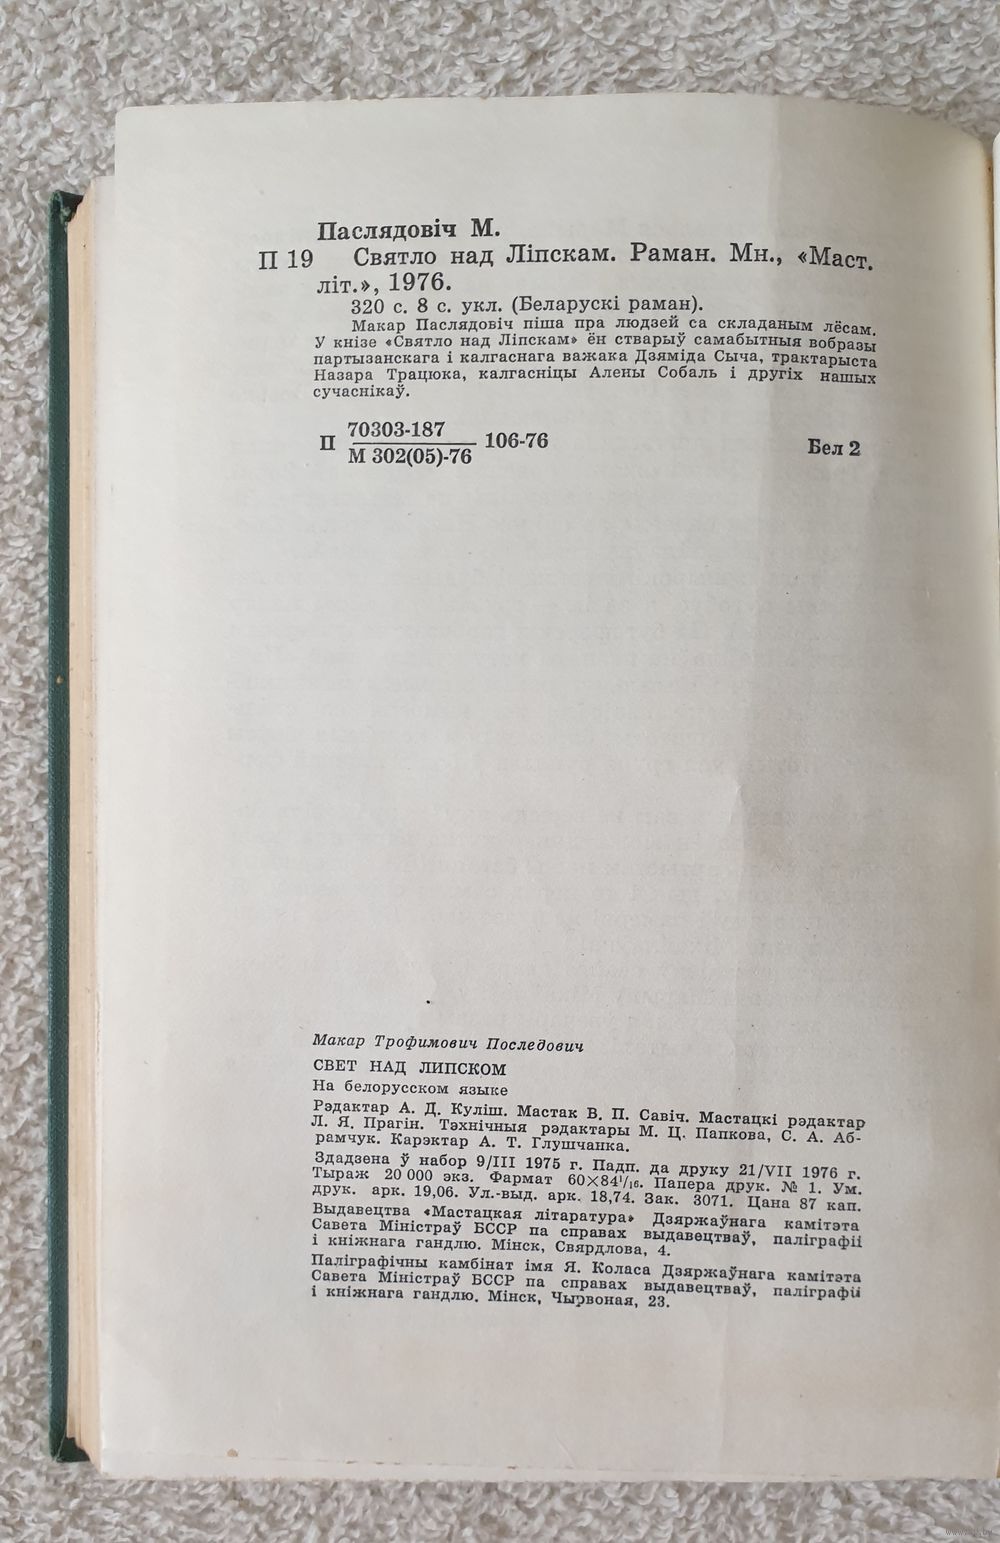 Паслядовіч М.
П 19 Святло над Ліпскам. Раман. Мн., «Маст.
літ.», 1976.
320 с. 8 с. укл. (Беларускі раман).
Макар Паслядовіч піша пра людзей са складаным лёсам.
У кнізе «Святло над Ліпскам» ён стварыў самабытныя вобразы
партызанскага і калгаснага важака Дзяміда Сыча, трактарыста
Назара Трацюка, калгасніцы Алены Собаль і другіх нашых
сучаснікаў.
П 70303-187
М 302(05)-76 106-76 Бел 2
Макар Трофимович Последович
СВЕТ НАД ЛИПСКОМ
На белорусском языке
Рэдактар А. Д. Куліш. Мастак В. П. Савіч. Мастацкі рэдактар
Л. Я. Прагін. Тэхнічныя рэдактары М. Ц. Папкова, С. А. Аб-
рамчук. Карэктар А. Т. Глушчанка.
Здадзена ў набор 9/III 1975 г. Падп. да друку 21/VII 1976 г.
Тыраж 20 000 экз. Фармат 60×84¹/₁₆. Папера друк. № 1. Ум.
друк. арк. 19,06. Ул.-выд. арк. 18,74. Зак. 3071. Цана 87 кап.
Выдавецтва «Мастацкая літаратура» Дзяржаўнага камітэта
Савета Міністраў БССР па справах выдавецтваў, паліграфіі
і кніжнага гандлю. Мінск, Свярдлова, 4.
Паліграфічны камбінат імя Я. Коласа Дзяржаўнага камітэта
Савета Міністраў БССР па справах выдавецтваў, паліграфіі
і кніжнага гандлю. Мінск, Чырвоная, 23.